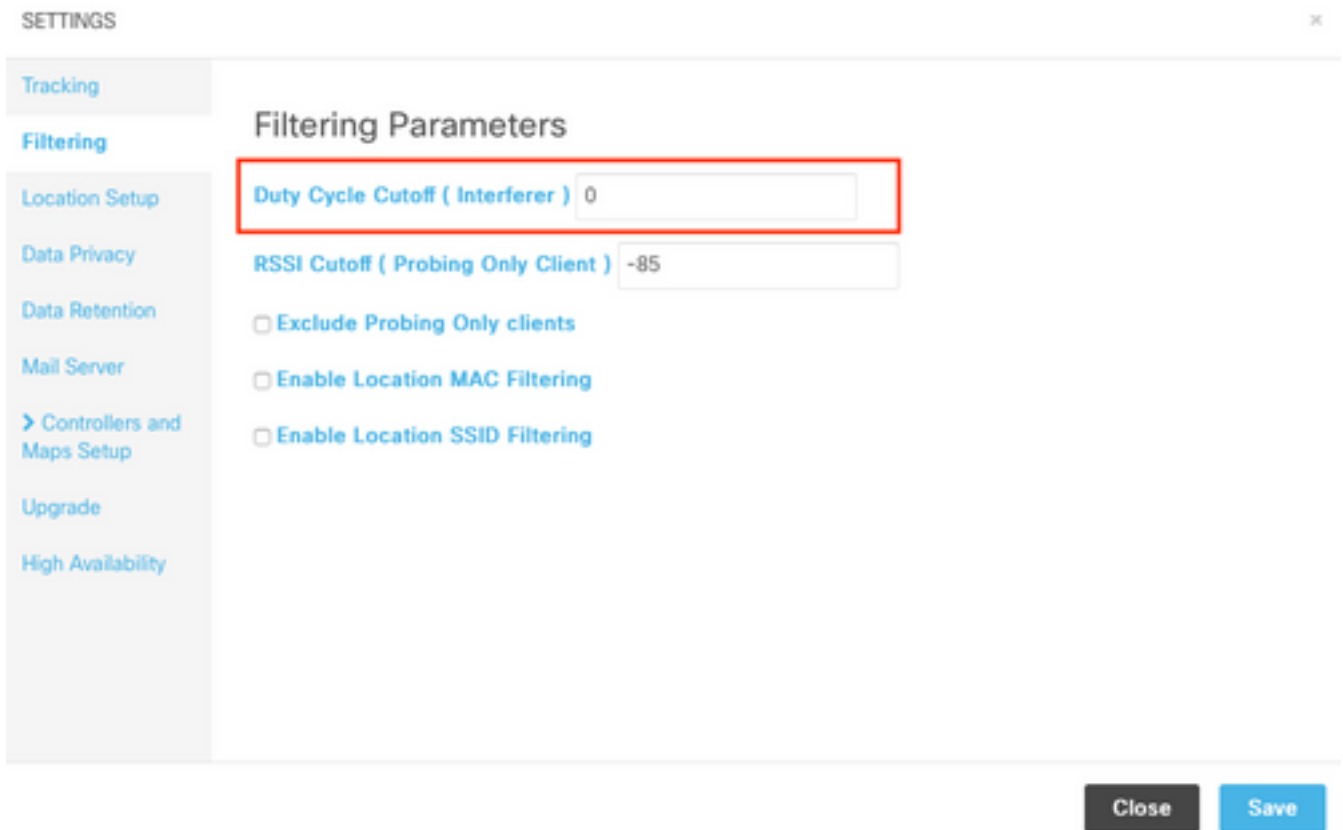 SETTINGS
×
Tracking
Filtering
Location Setup
Data Privacy
Data Retention
Mail Server
> Controllers and
Maps Setup
Upgrade
High Availability
Filtering Parameters
Duty Cycle Cutoff ( Interferer ) 0
RSSI Cutoff ( Probing Only Client ) -85
Exclude Probing Only clients
Enable Location MAC Filtering
Enable Location SSID Filtering
Close Save